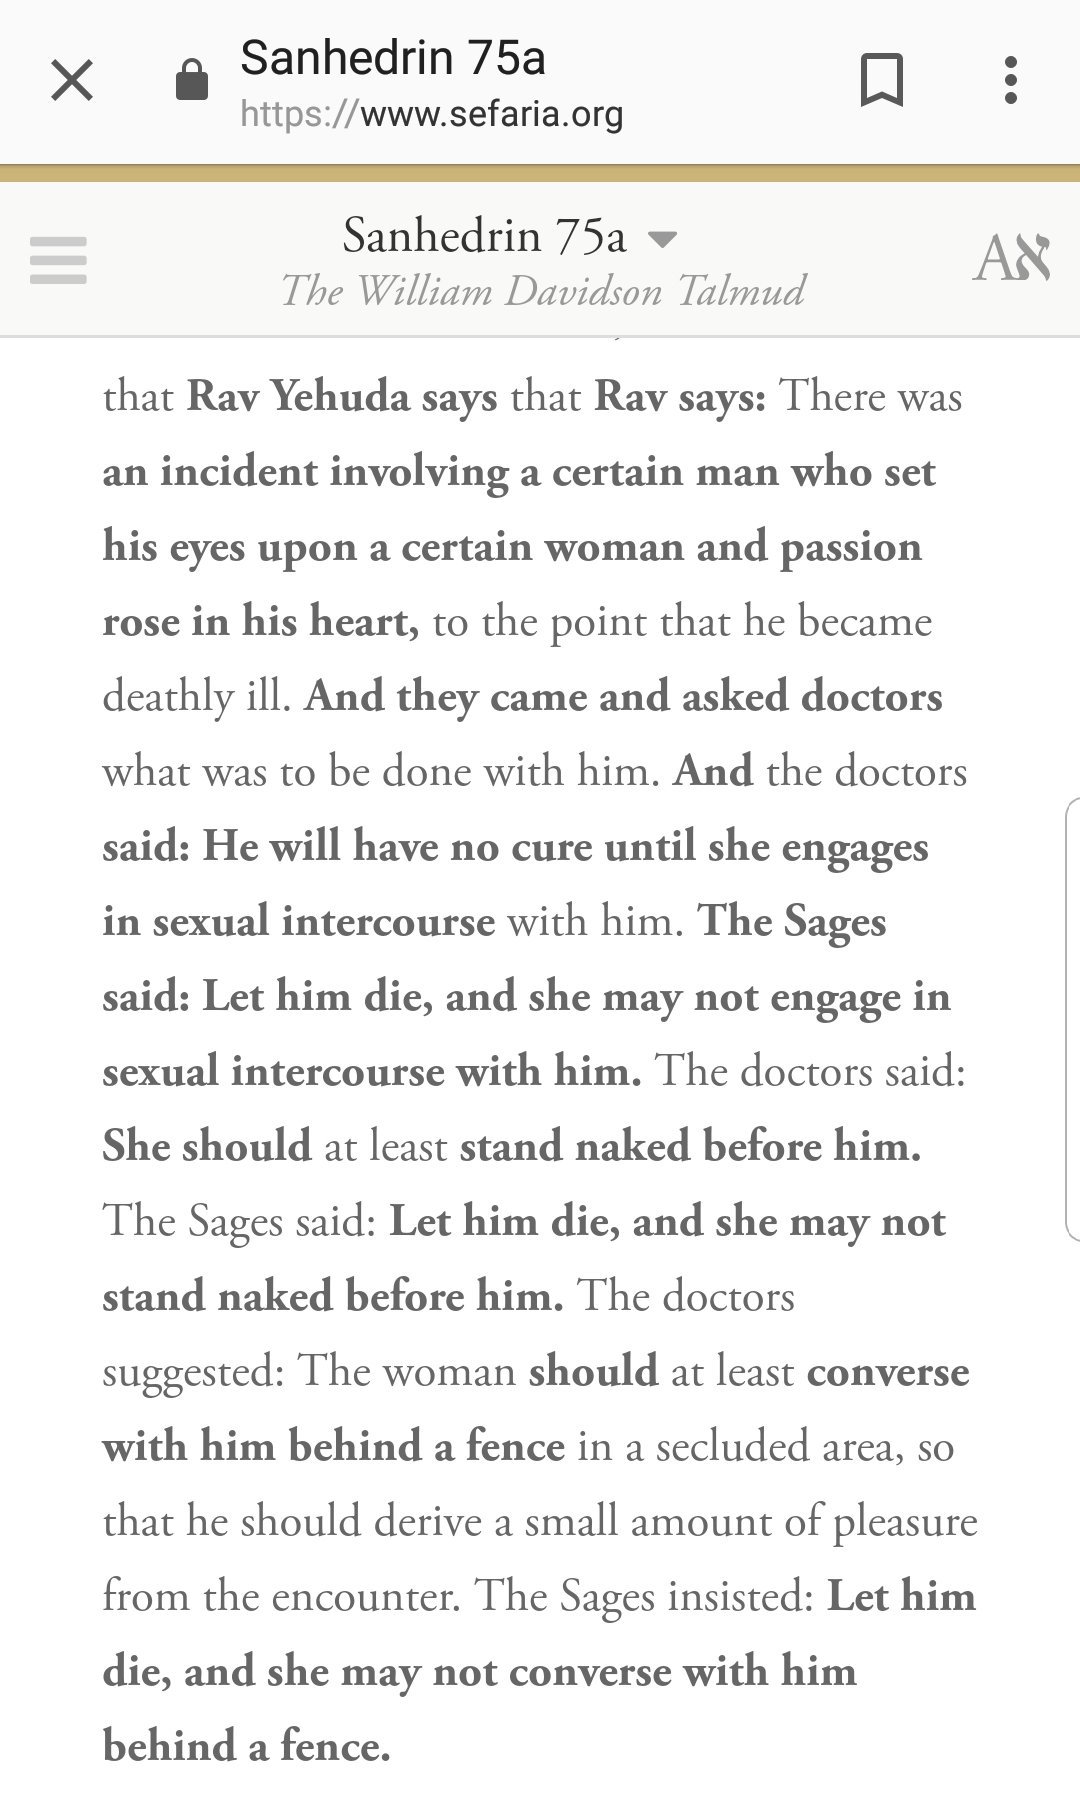 Sanhedrin 75a
https://www.sefaria.org
Sanhedrin 75a
The William Davidson Talmud
Aא
that Rav Yehuda says that Rav says: There was
an incident involving a certain man who set
his eyes upon a certain woman and passion
rose in his heart, to the point that he became
deathly ill. And they came and asked doctors
what was to be done with him. And the doctors
said: He will have no cure until she engages
in sexual intercourse with him. The Sages
said: Let him die, and she may not engage in
sexual intercourse with him. The doctors said:
She should at least stand naked before him.
The Sages said: Let him die, and she may not
stand naked before him. The doctors
suggested: The woman should at least converse
with him behind a fence in a secluded area, so
that he should derive a small amount of pleasure
from the encounter. The Sages insisted: Let him
die, and she may not converse with him
behind a fence.